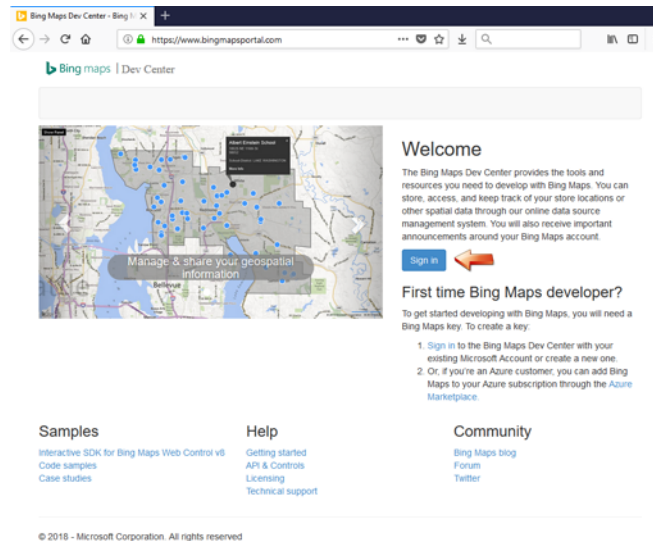 Bing Maps Dev Center - Bing M
https://www.bingmapsportal.com
Bing maps | Dev Center
Albert Einstein School
More Info
Manage & share your geospatial
information
Bellevue
Welcome
The Bing Maps Dev Center provides the tools and
resources you need to develop with Bing Maps. You can
store, access, and keep track of your store locations or
other spatial data through our online data source
management system. You will also receive important
announcements around your Bing Maps account.
Sign in
First time Bing Maps developer?
To get started developing with Bing Maps, you will need a
Bing Maps key. To create a key:
1. Sign in to the Bing Maps Dev Center with your
existing Microsoft Account or create a new one.
2. Or, if you're an Azure customer, you can add Bing
Maps to your Azure subscription through the Azure
Marketplace.
Samples
Interactive SDK for Bing Maps Web Control v8
Code samples
Case studies
Help
Getting started
API & Controls
Licensing
Technical support
Community
Bing Maps blog
Forum
Twitter
© 2018 - Microsoft Corporation. All rights reserved